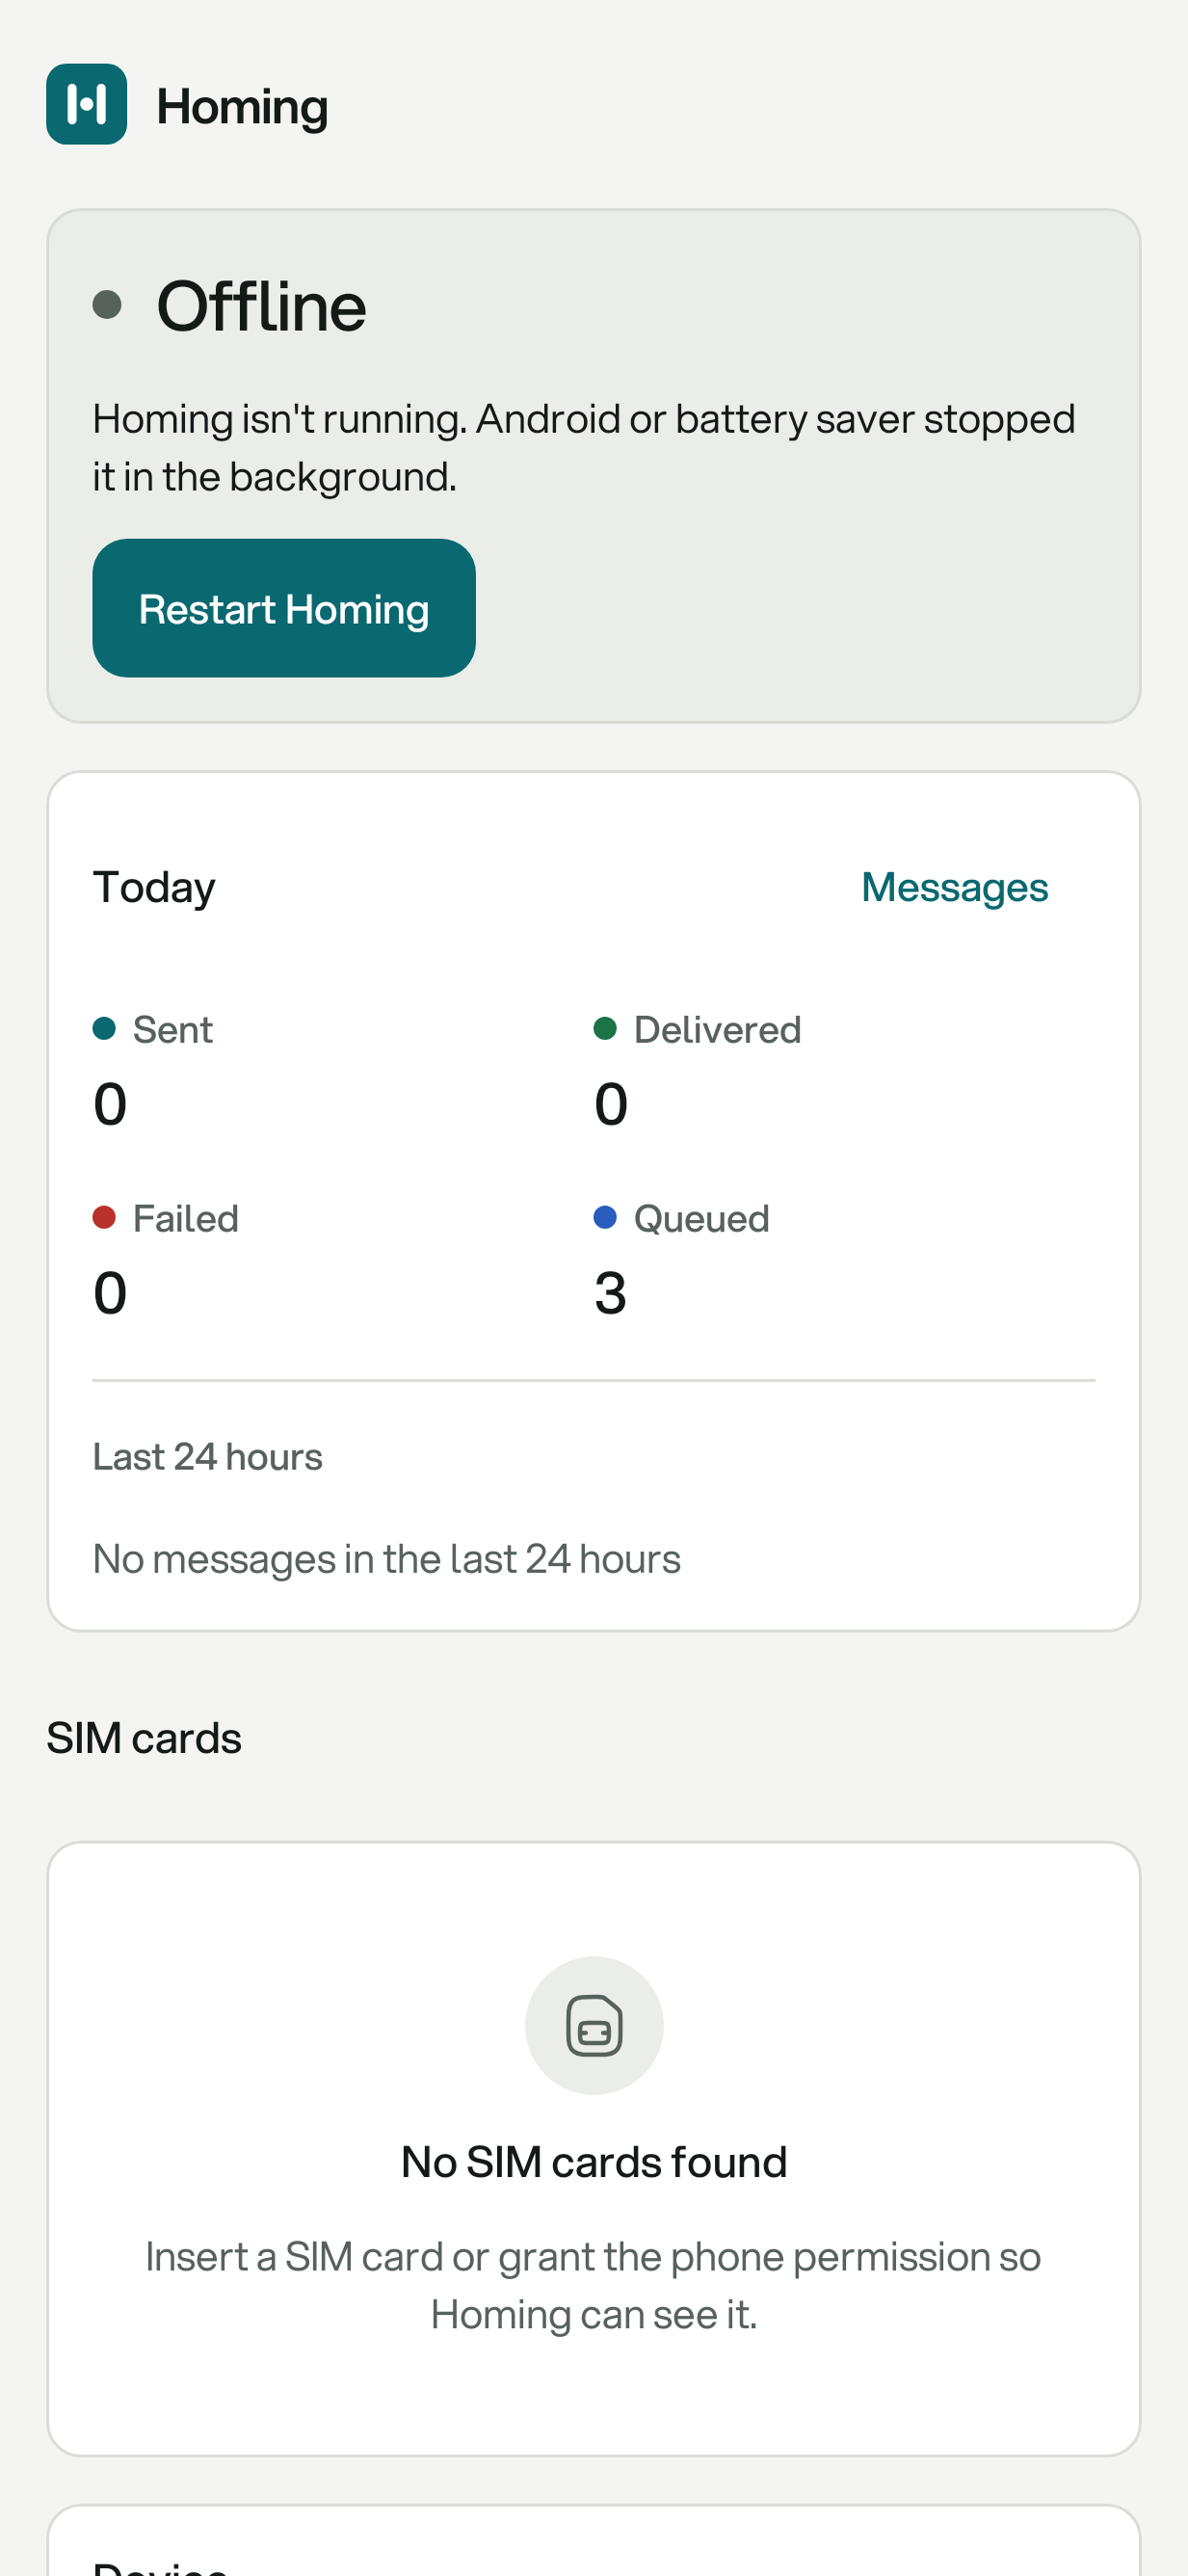 Homing
Offline
Homing isn't running. Android or battery saver stopped
it in the background.
Restart Homing
Today
Messages
Sent
Delivered
0
0
Failed
Queued
0
3
Last 24 hours
No messages in the last 24 hours
SIM cards
No SIM cards found
Insert a SIM card or grant the phone permission so
Homing can see it.
Device